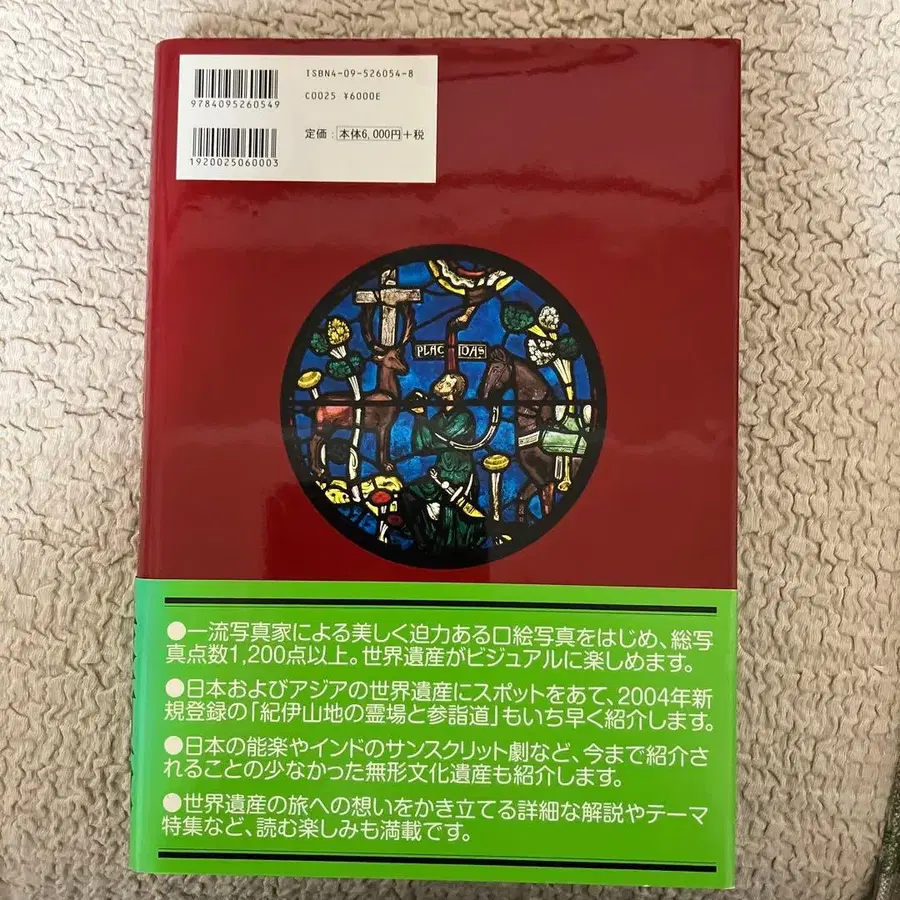 ISBN4-09-526054-8
9784095260549
C0025 ¥6000E
定価：本体6,000円＋税
1920025060003
PLACIDAS
●一流写真家による美しく迫力ある口絵写真をはじめ、総写
真点数1,200点以上。世界遺産がビジュアルに楽しめます。
●日本およびアジアの世界遺産にスポットをあて、2004年新
規登録の「紀伊山地の霊場と参詣道」もいち早く紹介します。
●日本の能楽やインドのサンスクリット劇など、今まで紹介さ
れることの少なかった無形文化遺産も紹介します。
●世界遺産の旅への想いをかき立てる詳細な解説やテーマ
特集など、読む楽しみも満載です。